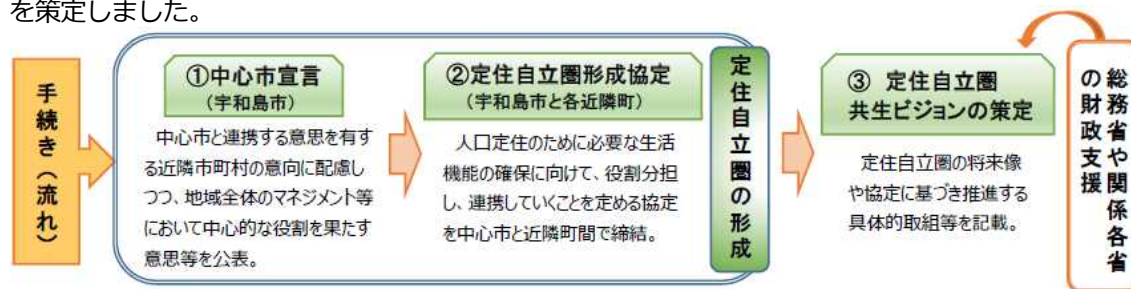 を策定しました。
手続き（流れ）
①中心市宣言
（宇和島市）
中心市と連携する意思を有す
る近隣市町村の意向に配慮し
つつ、地域全体のマネジメント等
において中心的な役割を果たす
意思等を公表。
②定住自立圏形成協定
（宇和島市と各近隣町）
人口定住のために必要な生活
機能の確保に向けて、役割分担
し、連携していくことを定める協定
を中心市と近隣町間で締結。
定住自立圏の形成
③ 定住自立圏
共生ビジョンの策定
定住自立圏の将来像
や協定に基づき推進する
具体的取組等を記載。
総務省や関係各省
の財政支援